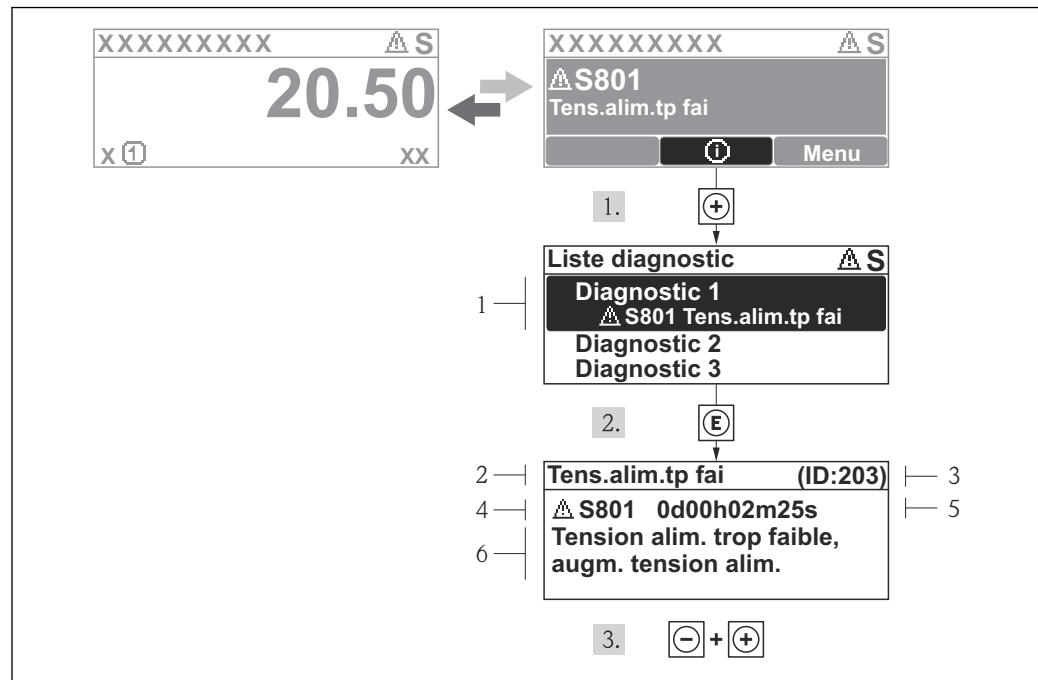 XXXXXXXXX ⚠ S
20.50
x ① xx
XXXXXXXXX ⚠ S
⚠ S801
Tens.alim.tp fai
ⓘ Menu
1. +
Liste diagnostic ⚠ S
1
Diagnostic 1
⚠ S801 Tens.alim.tp fai
Diagnostic 2
Diagnostic 3
2. E
2 Tens.alim.tp fai (ID:203) 3
4 ⚠ S801 0d00h02m25s 5
6
Tension alim. trop faible,
augm. tension alim.
3. - + +